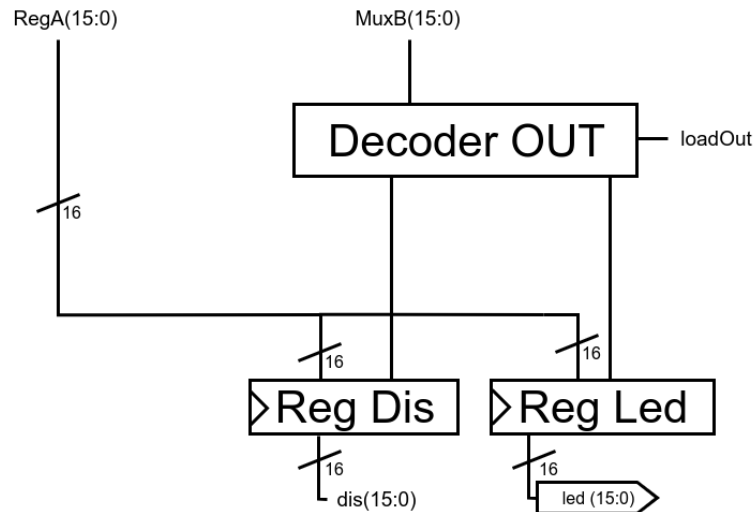 RegA(15:0)
MuxB(15:0)
Decoder OUT
loadOut
16
16
16
Reg Dis
Reg Led
16
16
dis(15:0)
led (15:0)